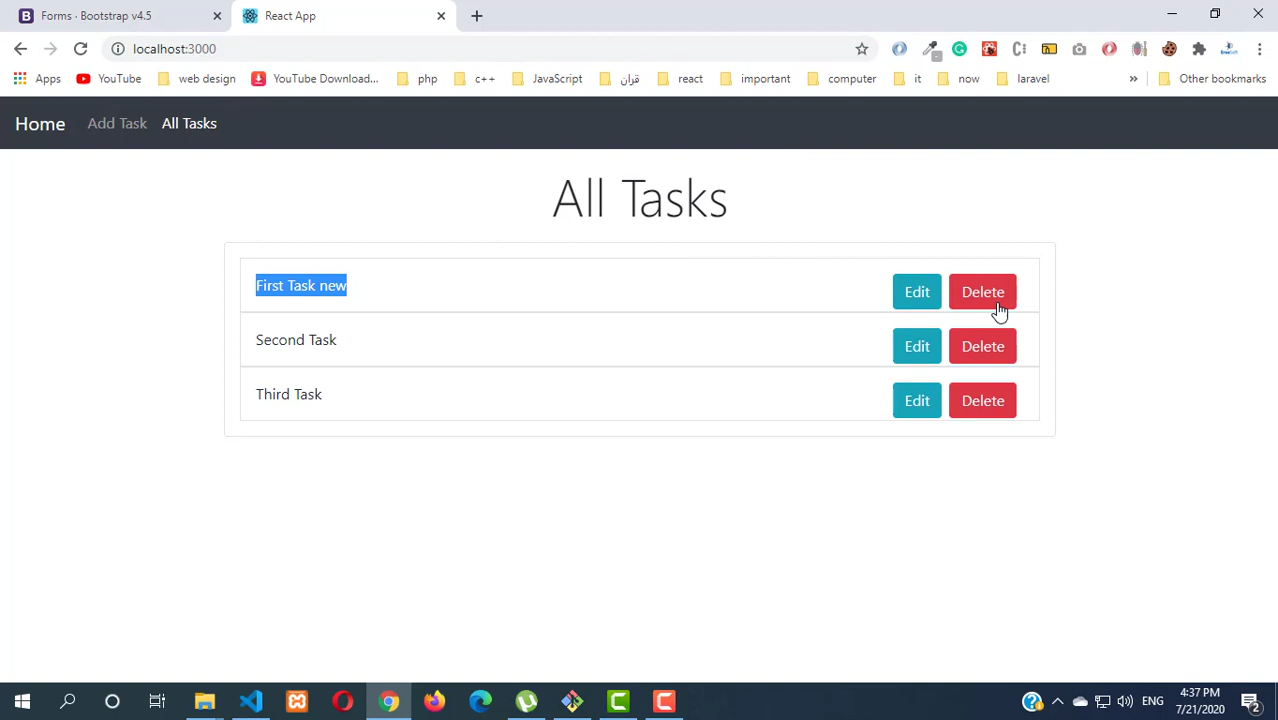 Forms · Bootstrap v4.5
React App
localhost:3000
Apps
YouTube
web design
YouTube Download...
php
c++
JavaScript
قران
react
important
computer
it
now
laravel
»
Other bookmarks
Home
Add Task
All Tasks
All Tasks
First Task new
Edit
Delete
Second Task
Edit
Delete
Third Task
Edit
Delete
ENG
4:37 PM
7/21/2020
2